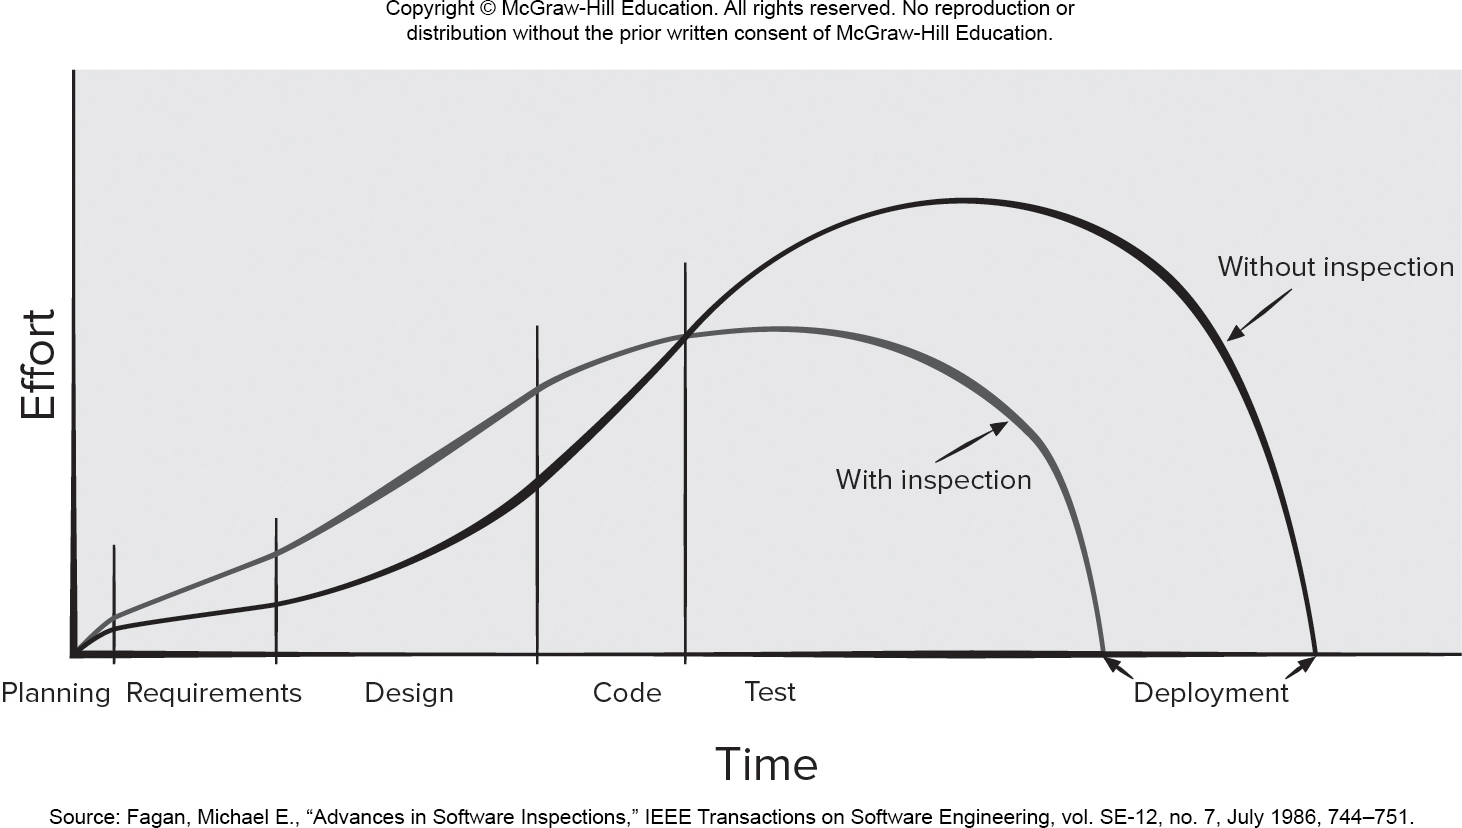 Copyright © McGraw-Hill Education. All rights reserved. No reproduction or
distribution without the prior written consent of McGraw-Hill Education.
Effort
Without inspection
With inspection
Planning
Requirements
Design
Code
Test
Deployment
Time
Source: Fagan, Michael E., “Advances in Software Inspections,” IEEE Transactions on Software Engineering, vol. SE-12, no. 7, July 1986, 744–751.